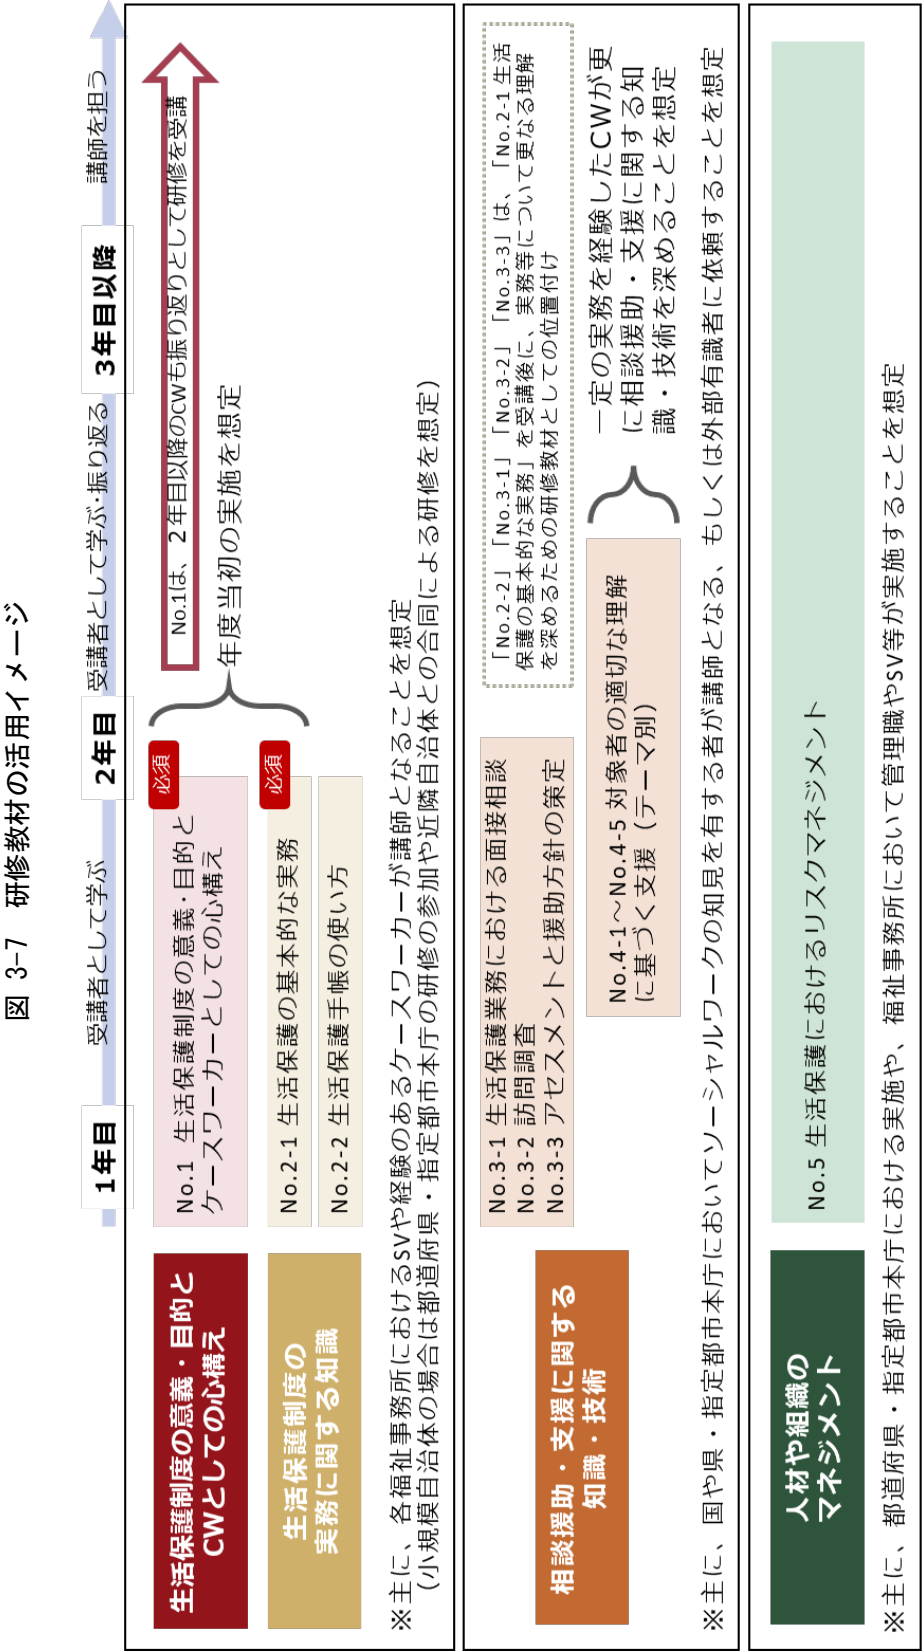 図 3-7　研修教材の活用イメージ
1年目
受講者として学ぶ
2年目
受講者として学ぶ・振り返る
3年目以降
講師を担う
生活保護制度の意義・目的と
CWとしての心構え
No.1 生活保護制度の意義・目的と
ケースワーカーとしての心構え
必須
No.1は、２年目以降のCWも振り返りとして研修を受講
年度当初の実施を想定
生活保護制度の
実務に関する知識
No.2-1 生活保護の基本的な実務
必須
No.2-2 生活保護手帳の使い方
※主に、各福祉事務所におけるSVや経験のあるケースワーカーが講師となることを想定
（小規模自治体の場合は都道府県・指定都市本庁の研修の参加や近隣自治体との合同による研修を想定）
相談援助・支援に関する
知識・技術
No.3-1 生活保護業務における面接相談
No.3-2 訪問調査
No.3-3 アセスメントと援助方針の策定
「No.2-2」「No.3-1」「No.3-2」「No.3-3」は、「No.2-1 生活
保護の基本的な実務」を受講後に、実務等について更なる理解
を深めるための研修教材としての位置付け
No.4-1～No.4-5 対象者の適切な理解
に基づく支援（テーマ別）
一定の実務を経験したCWが更
に相談援助・支援に関する知
識・技術を深めることを想定
※主に、国や県・指定都市本庁においてソーシャルワークの知見を有する者が講師となる、もしくは外部有識者に依頼することを想定
人材や組織の
マネジメント
No.5 生活保護におけるリスクマネジメント
※主に、都道府県・指定都市本庁における実施や、福祉事務所において管理職やSV等が実施することを想定